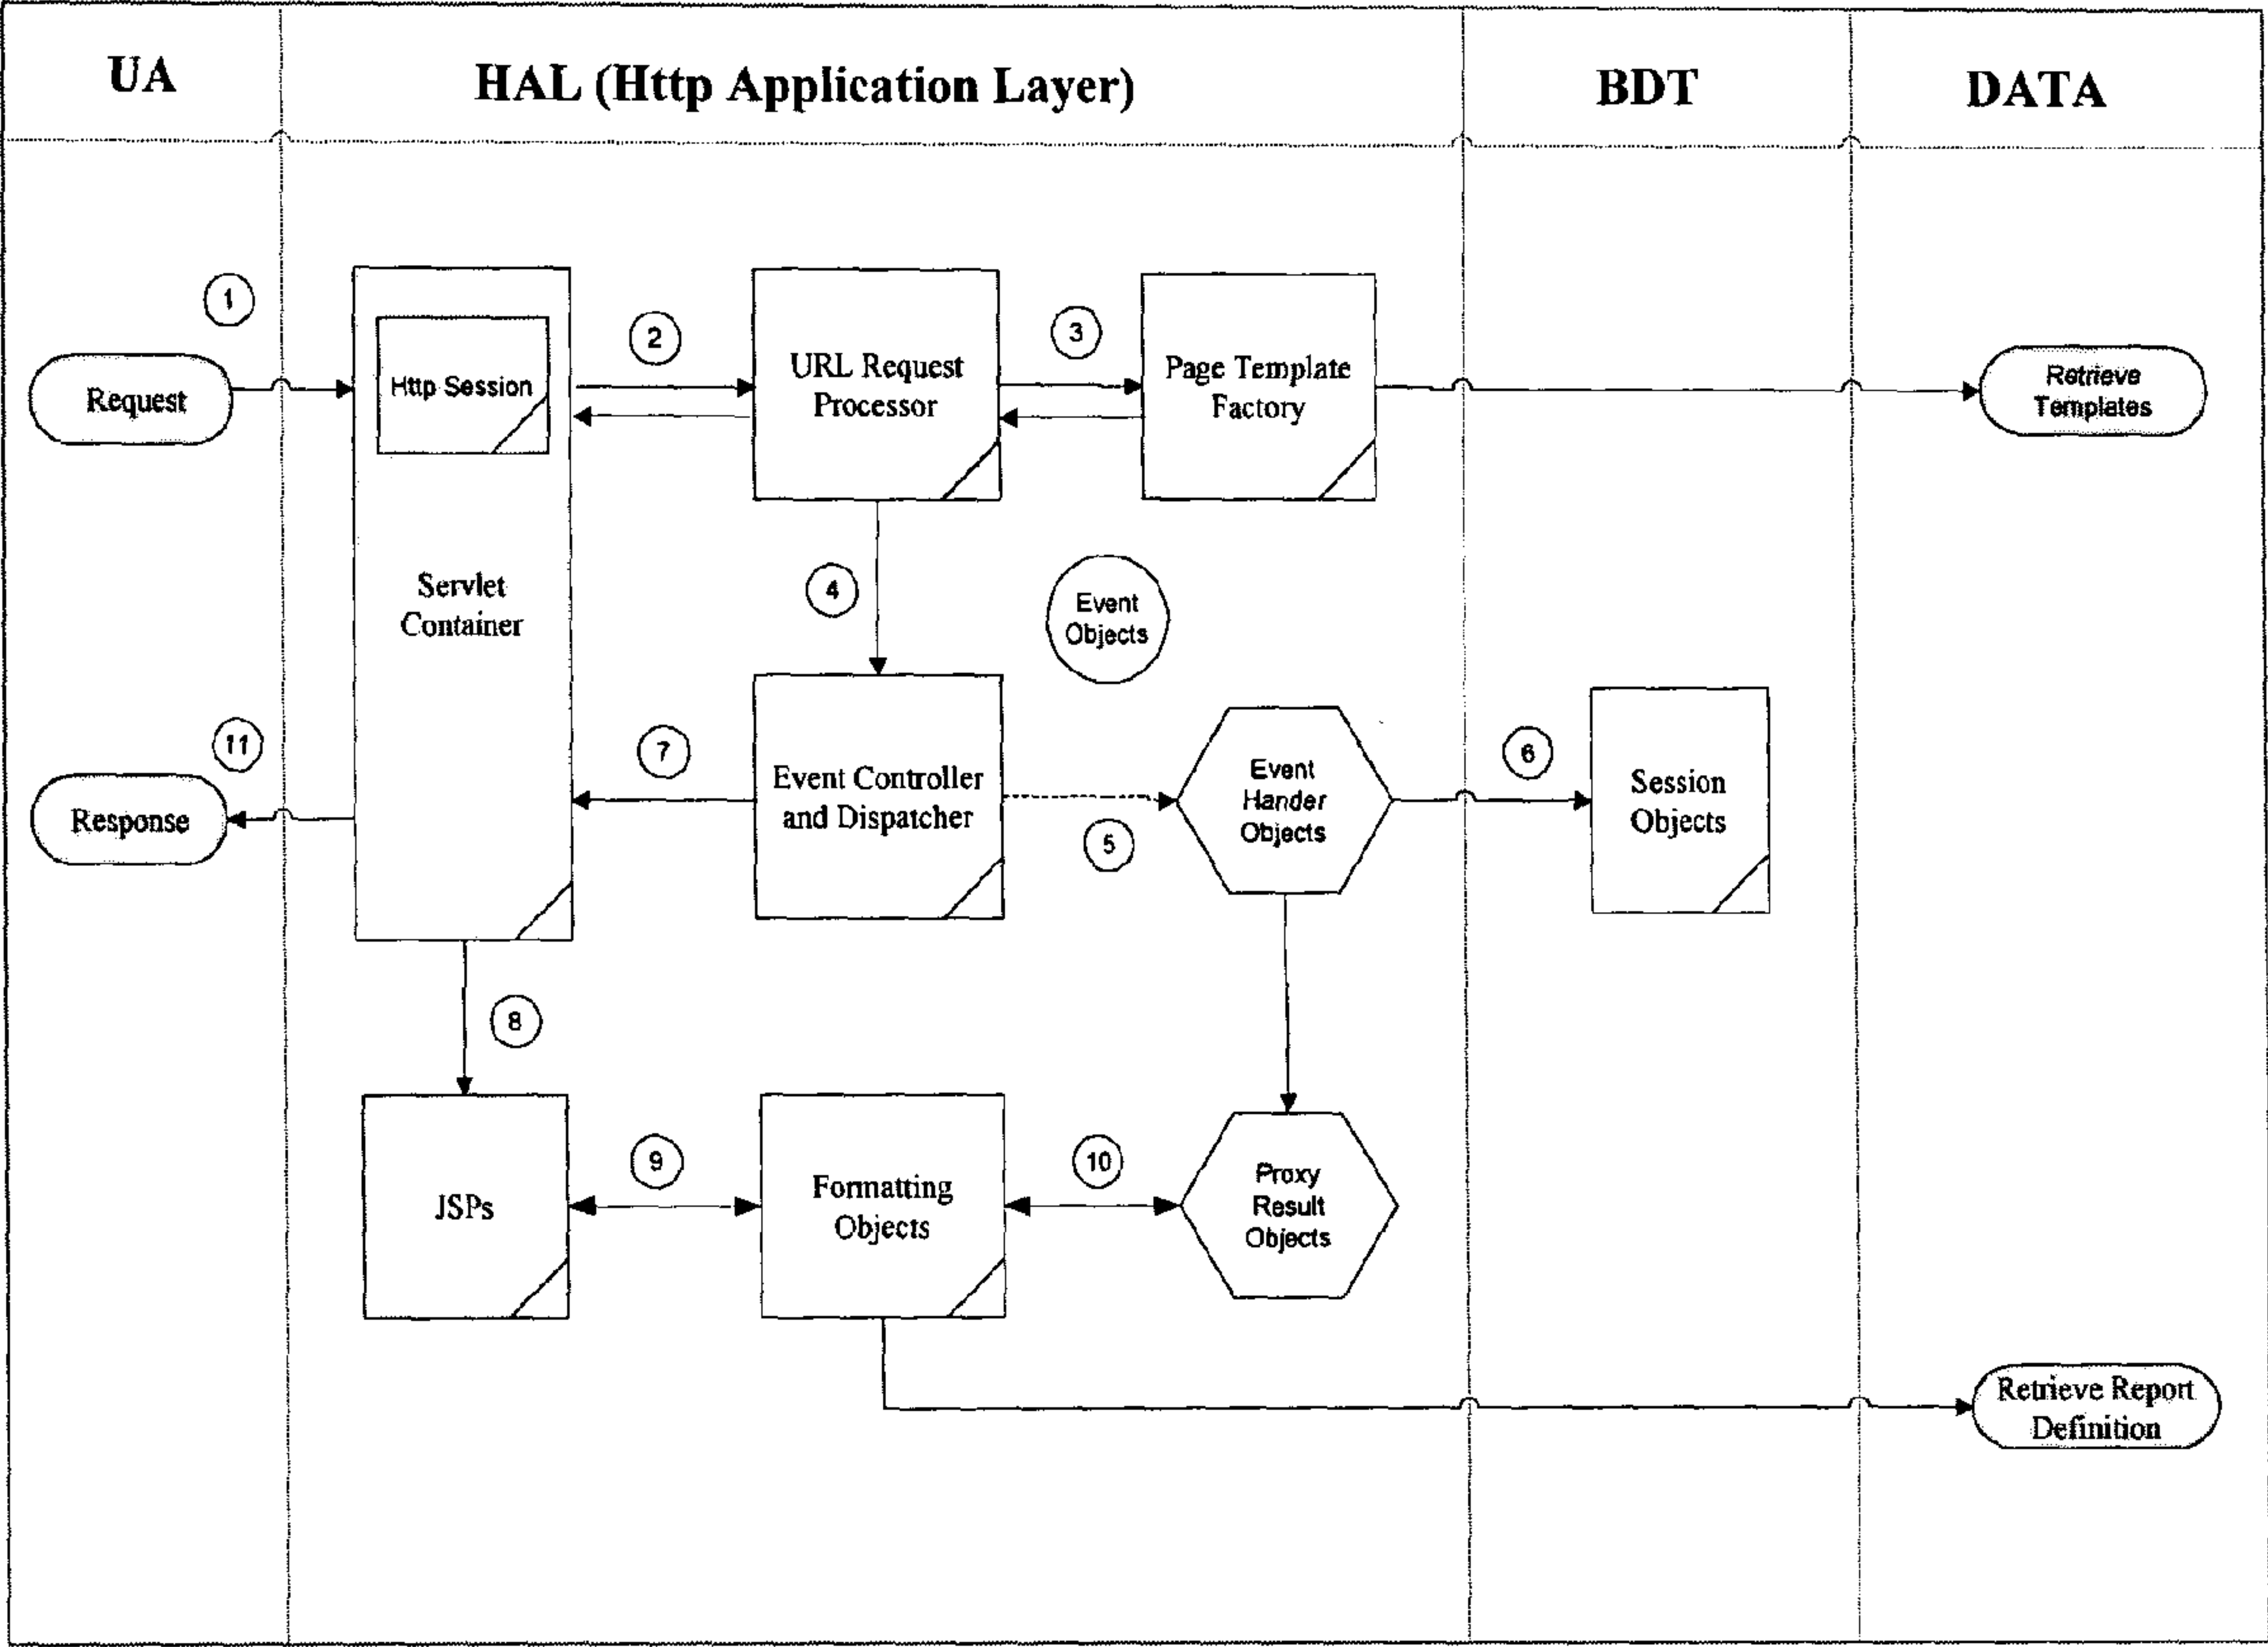 UA
HAL (Http Application Layer)
BDT
DATA
1
Request
Http Session
2
URL Request
Processor
3
Page Template
Factory
Retrieve
Templates
Servlet
Container
4
Event
Objects
11
Response
7
Event Controller
and Dispatcher
5
Event
Hander
Objects
6
Session
Objects
8
JSPs
9
Formatting
Objects
10
Proxy
Result
Objects
Retrieve Report
Definition